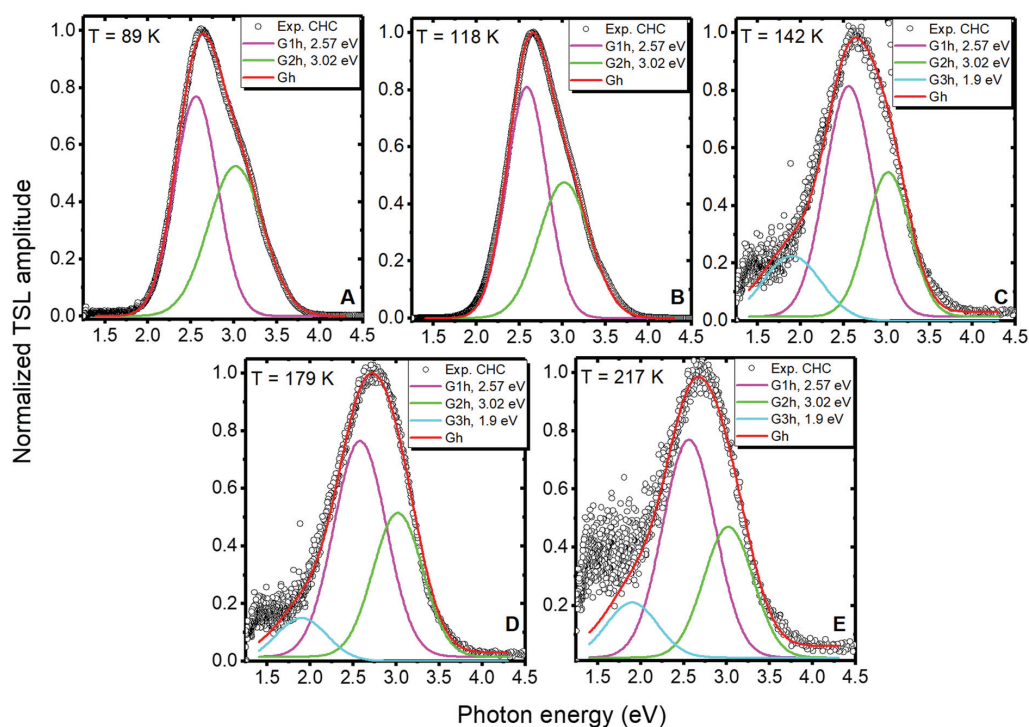 T = 89 K
Exp. CHC
G1h, 2.57 eV
G2h, 3.02 eV
Gh
A
1.0
0.8
0.6
0.4
0.2
0.0
1.5 2.0 2.5 3.0 3.5 4.0 4.5
T = 118 K
Exp. CHC
G1h, 2.57 eV
G2h, 3.02 eV
Gh
B
1.0
0.8
0.6
0.4
0.2
0.0
1.5 2.0 2.5 3.0 3.5 4.0 4.5
T = 142 K
Exp. CHC
G1h, 2.57 eV
G2h, 3.02 eV
G3h, 1.9 eV
Gh
C
1.0
0.8
0.6
0.4
0.2
0.0
1.5 2.0 2.5 3.0 3.5 4.0 4.5
Normalized TSL amplitude
T = 179 K
Exp. CHC
G1h, 2.57 eV
G2h, 3.02 eV
G3h, 1.9 eV
Gh
D
1.0
0.8
0.6
0.4
0.2
0.0
1.5 2.0 2.5 3.0 3.5 4.0 4.5
T = 217 K
Exp. CHC
G1h, 2.57 eV
G2h, 3.02 eV
G3h, 1.9 eV
Gh
E
1.0
0.8
0.6
0.4
0.2
1.5 2.0 2.5 3.0 3.5 4.0 4.5
Photon energy (eV)